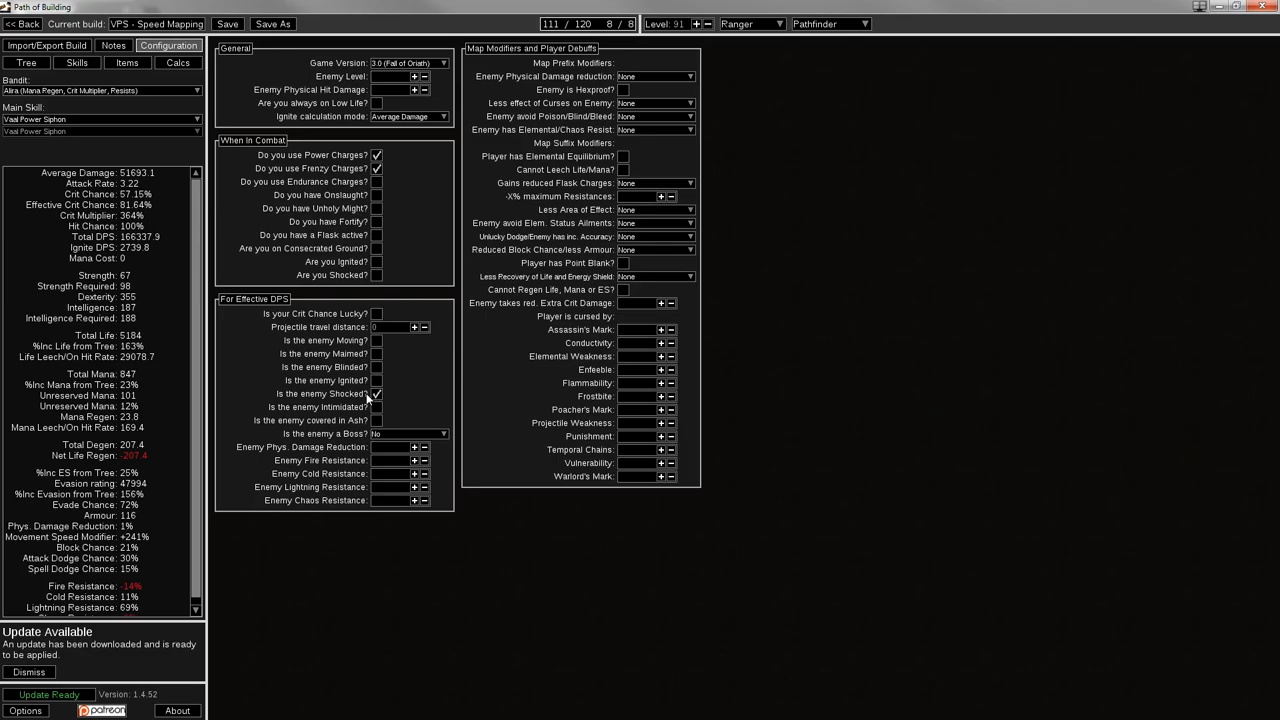 Path of Building
<< Back
Current build: VPS - Speed Mapping
Save
Save As
111 / 120 8 / 8
Level: 91
Ranger
Pathfinder
Import/Export Build
Notes
Configuration
Tree
Skills
Items
Calcs
Bandit:
Alira (Mana Regen, Crit Multiplier, Resists)
Main Skill:
Vaal Power Siphon
Vaal Power Siphon
Average Damage: 51693.1
Attack Rate: 3.22
Crit Chance: 57.15%
Effective Crit Chance: 81.64%
Crit Multiplier: 364%
Hit Chance: 100%
Total DPS: 166337.9
Ignite DPS: 2739.8
Mana Cost: 0
Strength: 67
Strength Required: 98
Dexterity: 355
Intelligence: 187
Intelligence Required: 188
Total Life: 5184
%Inc Life from Tree: 163%
Life Leech/On Hit Rate: 29078.7
Total Mana: 847
%Inc Mana from Tree: 23%
Unreserved Mana: 101
Unreserved Mana: 12%
Mana Regen: 23.8
Mana Leech/On Hit Rate: 169.4
Total Degen: 207.4
Net Life Regen: -207.4
%Inc ES from Tree: 25%
Evasion rating: 47994
%Inc Evasion from Tree: 156%
Evade Chance: 72%
Armour: 116
Phys. Damage Reduction: 1%
Movement Speed Modifier: +241%
Block Chance: 21%
Attack Dodge Chance: 30%
Spell Dodge Chance: 15%
Fire Resistance: -14%
Cold Resistance: 11%
Lightning Resistance: 69%
Update Available
An update has been downloaded and is ready
to be applied.
Dismiss
Update Ready
Version: 1.4.52
Options
patreon
About
General
Game Version: 3.0 (Fall of Oriath)
Enemy Level:
Enemy Physical Hit Damage:
Are you always on Low Life?
Ignite calculation mode: Average Damage
When In Combat
Do you use Power Charges?
Do you use Frenzy Charges?
Do you use Endurance Charges?
Do you have Onslaught?
Do you have Unholy Might?
Do you have Fortify?
Do you have a Flask active?
Are you on Consecrated Ground?
Are you Ignited?
Are you Shocked?
For Effective DPS
Is your Crit Chance Lucky?
Projectile travel distance: 0
Is the enemy Moving?
Is the enemy Maimed?
Is the enemy Blinded?
Is the enemy Ignited?
Is the enemy Shocked?
Is the enemy Intimidated?
Is the enemy covered in Ash?
Is the enemy a Boss? No
Enemy Phys. Damage Reduction:
Enemy Fire Resistance:
Enemy Cold Resistance:
Enemy Lightning Resistance:
Enemy Chaos Resistance:
Map Modifiers and Player Debuffs
Map Prefix Modifiers:
Enemy Physical Damage reduction: None
Enemy is Hexproof?
Less effect of Curses on Enemy: None
Enemy avoid Poison/Blind/Bleed: None
Enemy has Elemental/Chaos Resist: None
Map Suffix Modifiers:
Player has Elemental Equilibrium?
Cannot Leech Life/Mana?
Gains reduced Flask Charges: None
-X% maximum Resistances:
Less Area of Effect: None
Enemy avoid Elem. Status Ailments: None
Unlucky Dodge/Enemy has inc. Accuracy: None
Reduced Block Chance/less Armour: None
Player has Point Blank?
Less Recovery of Life and Energy Shield: None
Cannot Regen Life, Mana or ES?
Enemy takes red. Extra Crit Damage:
Player is cursed by:
Assassin's Mark:
Conductivity:
Elemental Weakness:
Enfeeble:
Flammability:
Frostbite:
Poacher's Mark:
Projectile Weakness:
Punishment:
Temporal Chains:
Vulnerability:
Warlord's Mark: